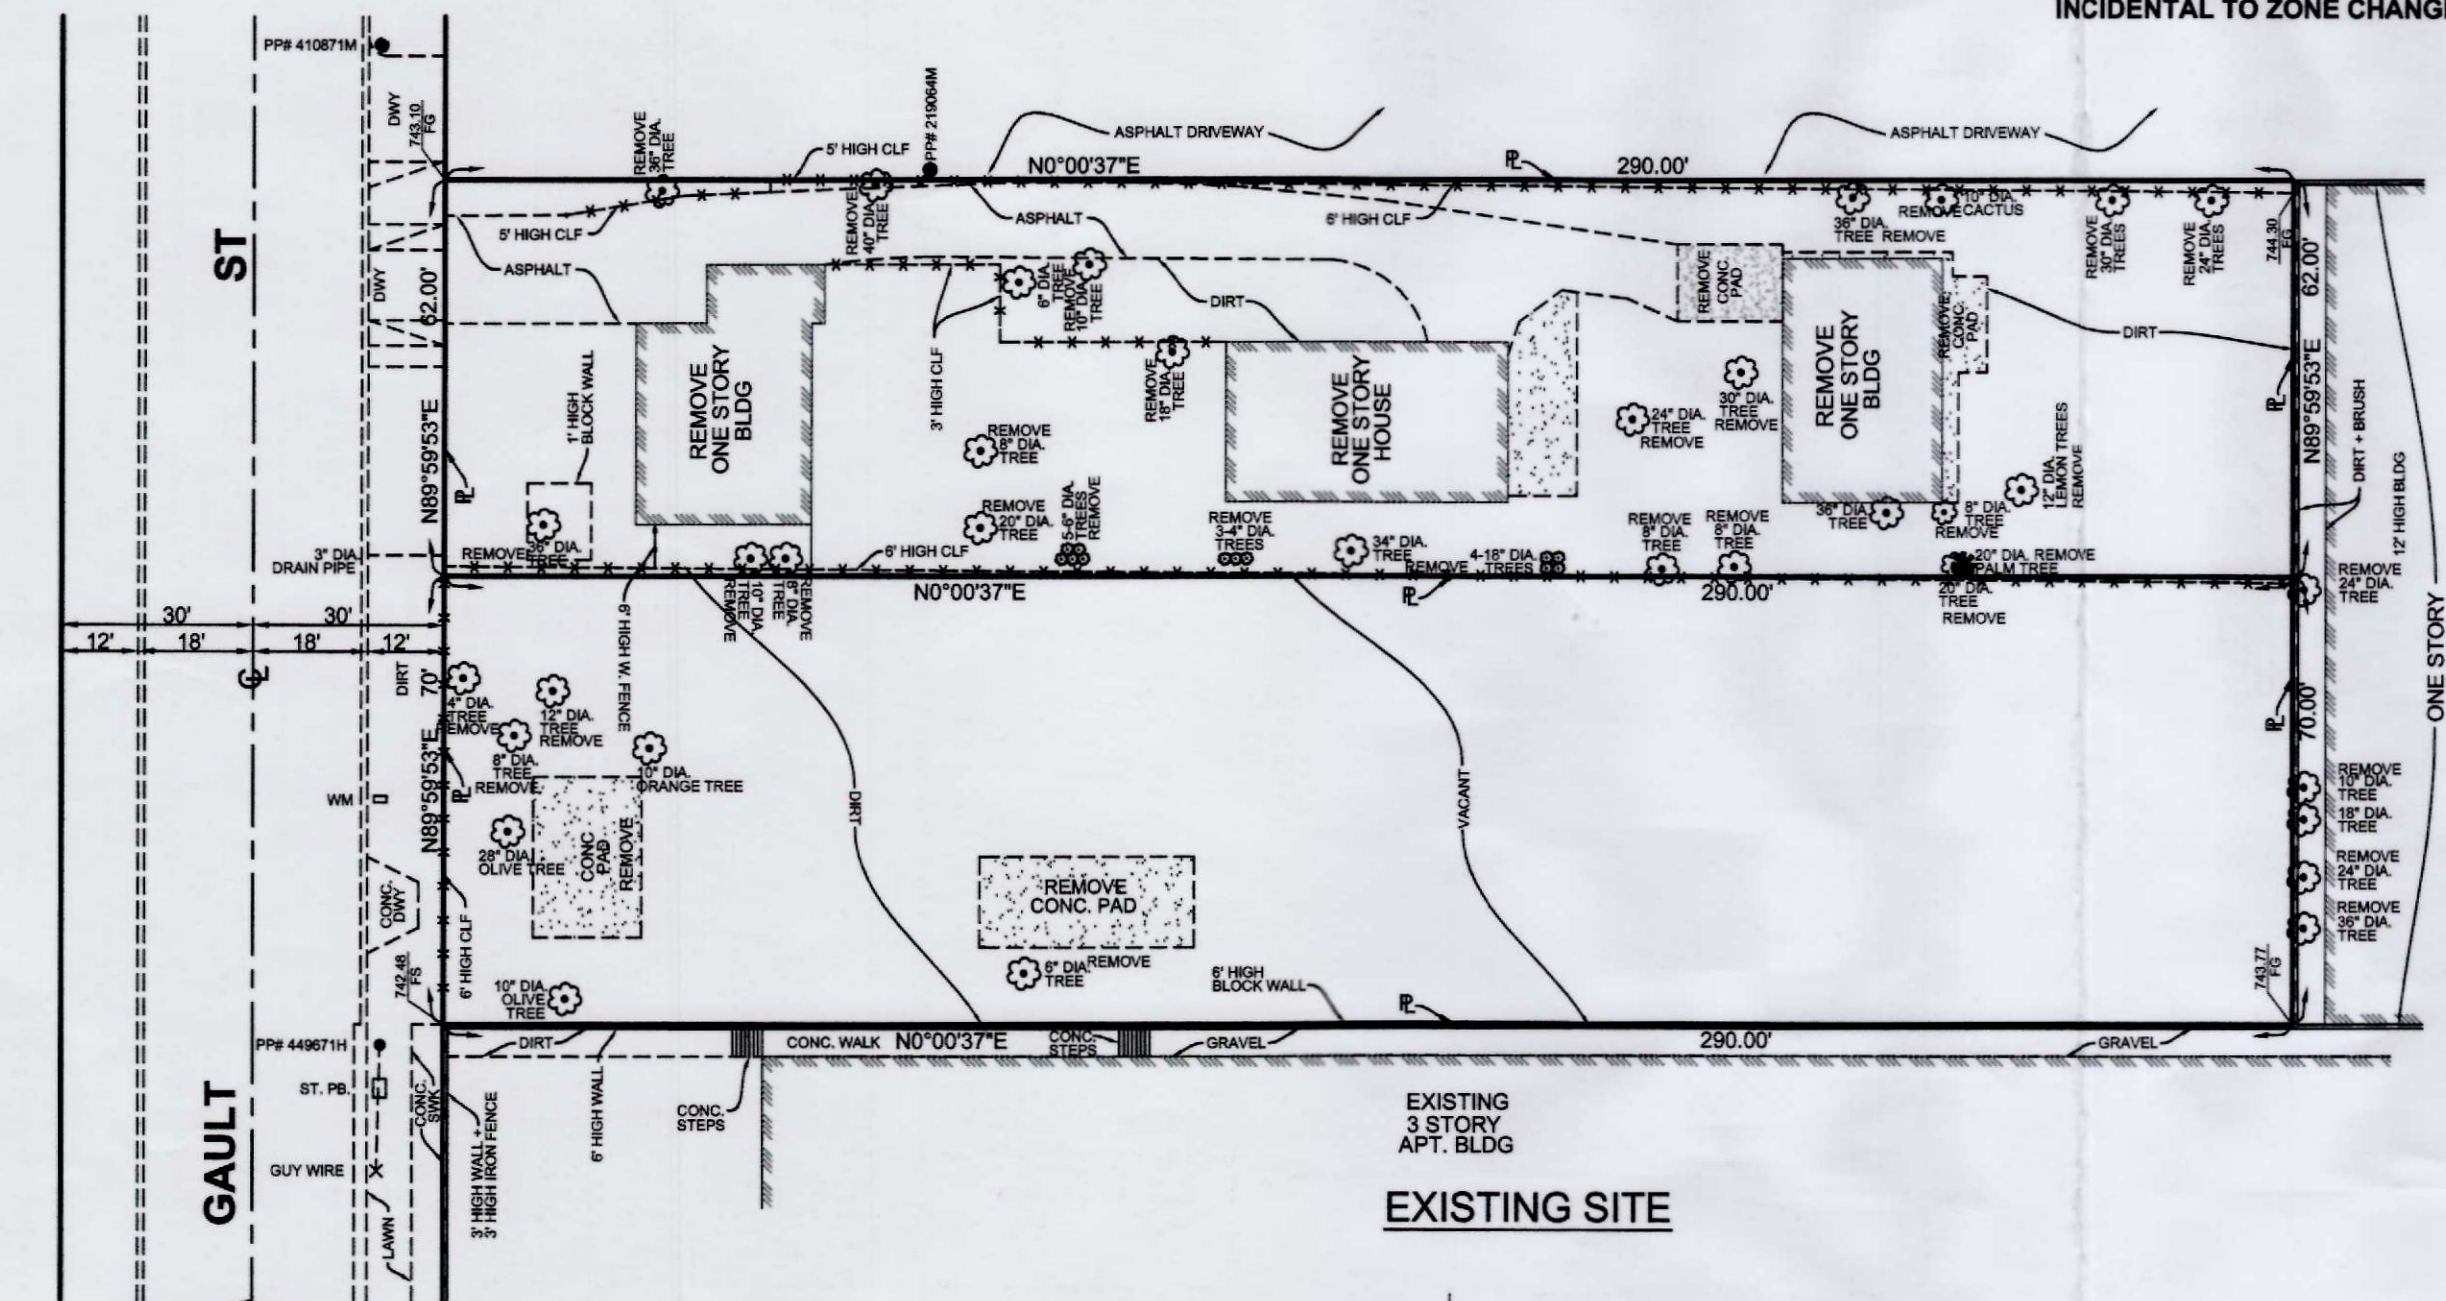 INCIDENTAL TO ZONE CHANG
PP# 410871M
DWY
743.10
FG
REMOVE
36" DIA.
TREE
5' HIGH CLF
PP# 219064M
ASPHALT DRIVEWAY
N0°00'37"E
PL
290.00'
ASPHALT DRIVEWAY
5' HIGH CLF
REMOVE
40" DIA.
TREE
ASPHALT
6' HIGH CLF
36" DIA.
TREE REMOVE
REMOVE
10" DIA.
CACTUS
REMOVE
30" DIA.
TREES
REMOVE
24" DIA.
TREES
744.30
FG
62.00'
ST
ASPHALT
DWY
62.00'
6" DIA.
TREE
REMOVE
10" DIA.
TREE
DIRT
REMOVE
CONC.
PAD
REMOVE
CONC.
PAD
DIRT
1' HIGH
BLOCK WALL
REMOVE
ONE STORY
BLDG
3' HIGH CLF
REMOVE
18" DIA.
TREE
REMOVE
ONE STORY
HOUSE
REMOVE
ONE STORY
BLDG
N89°59'53"E
PL
REMOVE
8" DIA.
TREE
24" DIA.
TREE
REMOVE
30" DIA.
TREE
REMOVE
12" DIA.
LEMON TREES
REMOVE
PL
N89°59'53"E
DIRT + BRUSH
12' HIGH BLDG
REMOVE
20" DIA.
TREE
5-6" DIA.
TREES
REMOVE
REMOVE
3-4" DIA.
TREES
34" DIA.
TREE
REMOVE
4-18" DIA.
TREES
REMOVE
8" DIA.
TREE
REMOVE
8" DIA.
TREE
36" DIA.
TREE
8" DIA.
TREE
REMOVE
3" DIA.
DRAIN PIPE
REMOVE
36" DIA.
TREE
6' HIGH CLF
20" DIA. REMOVE
PALM TREE
20" DIA.
TREE
REMOVE
REMOVE
24" DIA.
TREE
N0°00'37"E
PL
290.00'
REMOVE
10" DIA.
TREE
8" DIA.
TREE
REMOVE
6' HIGH W. FENCE
30'
30'
12'
18'
18'
12'
CL
DIRT
70'
4" DIA.
TREE
REMOVE
12" DIA.
TREE
REMOVE
8" DIA.
TREE
REMOVE
10" DIA.
ORANGE TREE
N89°59'53"E
PL
WM
28" DIA.
OLIVE TREE
CONC.
PAD
REMOVE
DIRT
VACANT
PL
70.00'
ONE STORY
REMOVE
10" DIA.
TREE
18" DIA.
TREE
REMOVE
24" DIA.
TREE
REMOVE
36" DIA.
TREE
CONC.
DWY
6' HIGH CLF
REMOVE
CONC. PAD
742.48
FS
10" DIA.
OLIVE
TREE
6" DIA.
TREE
REMOVE
6' HIGH
BLOCK WALL
PL
743.77
FG
PP# 449671H
DIRT
CONC. WALK
N0°00'37"E
CONC.
STEPS
GRAVEL
290.00'
GRAVEL
ST. PB.
CONC.
SWK
GUY WIRE
LAWN
3' HIGH WALL +
3' HIGH IRON FENCE
6' HIGH WALL
CONC.
STEPS
GAULT
EXISTING
3 STORY
APT. BLDG
EXISTING SITE